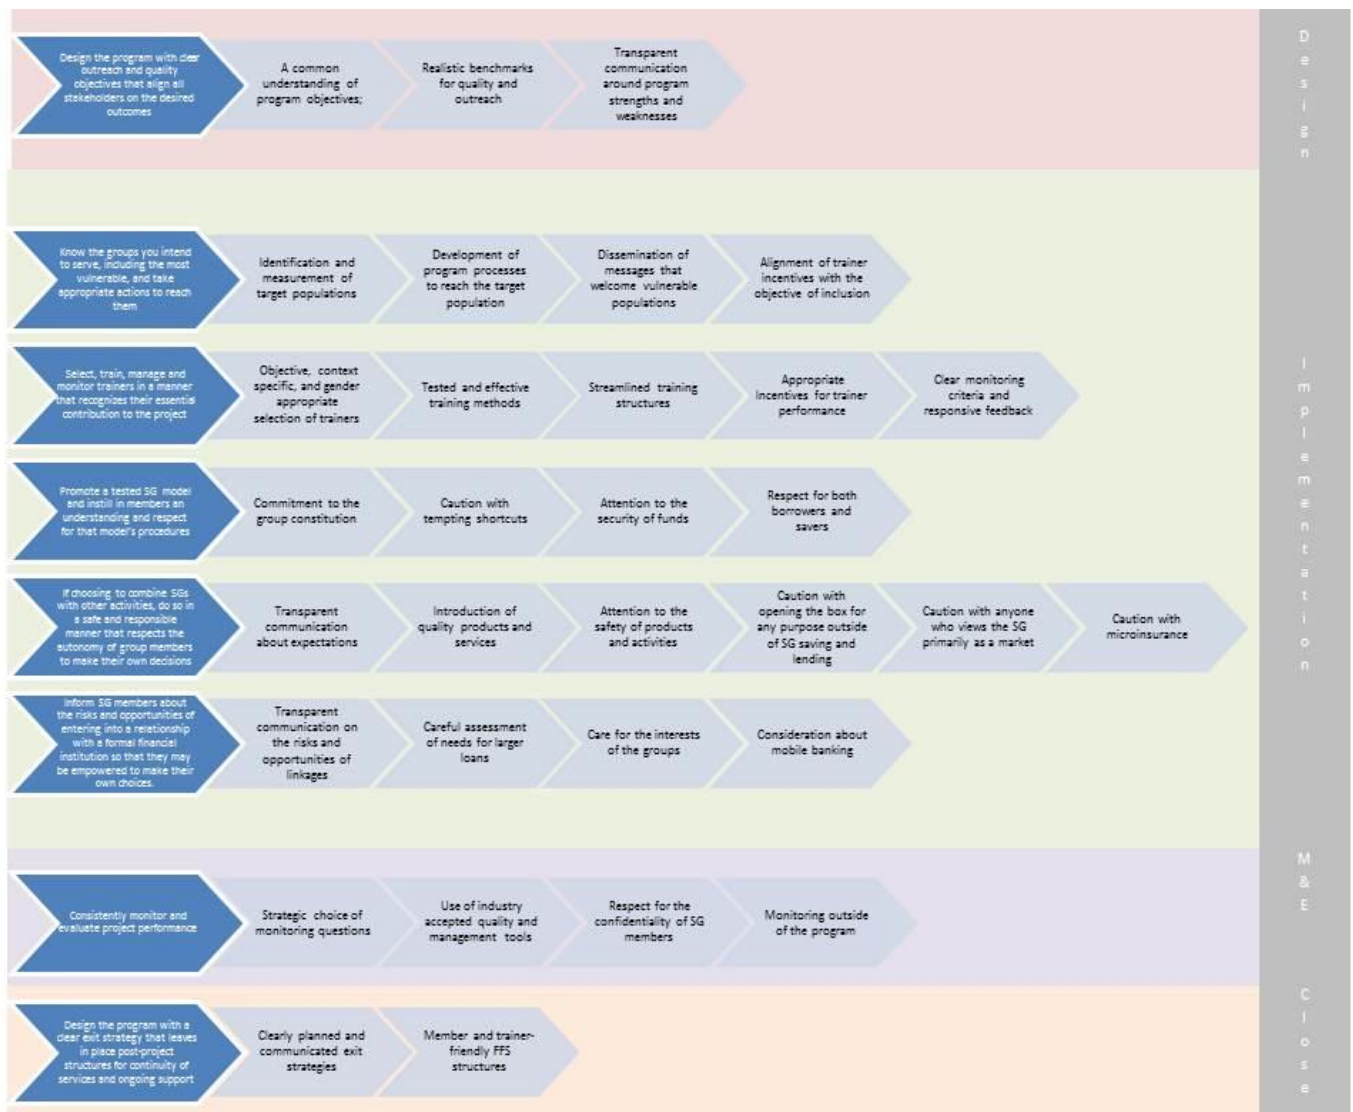 Design the program with clear
outreach and quality
objectives that align all
stakeholders on the desired
outcomes
A common
understanding of
program objectives;
Realistic benchmarks
for quality and
outreach
Transparent
communication
around program
strengths and
weaknesses
Design
Know the groups you intend
to serve, including the most
vulnerable, and take
appropriate actions to reach
them
Identification and
measurement of
target populations
Development of
program processes
to reach the target
population
Dissemination of
messages that
welcome vulnerable
populations
Alignment of trainer
incentives with the
objective of inclusion
Select, train, manage and
monitor trainers in a manner
that recognizes their essential
contribution to the project
Objective, context
specific, and gender
appropriate
selection of trainers
Tested and effective
training methods
Streamlined training
structures
Appropriate
Incentives for trainer
performance
Clear monitoring
criteria and
responsive feedback
Promote a tested SG model
and instill in members an
understanding and respect
for that model's procedures
Commitment to the
group constitution
Caution with
tempting shortcuts
Attention to the
security of funds
Respect for both
borrowers and
savers
If choosing to combine SGs
with other activities, do so in
a safe and responsible
manner that respects the
autonomy of group members
to make their own decisions
Transparent
communication
about expectations
Introduction of
quality products and
services
Attention to the
safety of products
and activities
Caution with
opening the box for
any purpose outside
of SG saving and
lending
Caution with anyone
who views the SG
primarily as a market
Caution with
microinsurance
Inform SG members about
the risks and opportunities of
entering into a relationship
with a formal financial
institution so that they may
be empowered to make their
own choices.
Transparent
communication on
the risks and
opportunities of
linkages
Careful assessment
of needs for larger
loans
Care for the interests
of the groups
Consideration about
mobile banking
Implementation
Consistently monitor and
evaluate project performance
Strategic choice of
monitoring questions
Use of industry
accepted quality and
management tools
Respect for the
confidentiality of SG
members
Monitoring outside
of the program
M&E
Design the program with a
clear exit strategy that leaves
in place post-project
structures for continuity of
services and ongoing support
Clearly planned and
communicated exit
strategies
Member and trainer-
friendly FFS
structures
Close